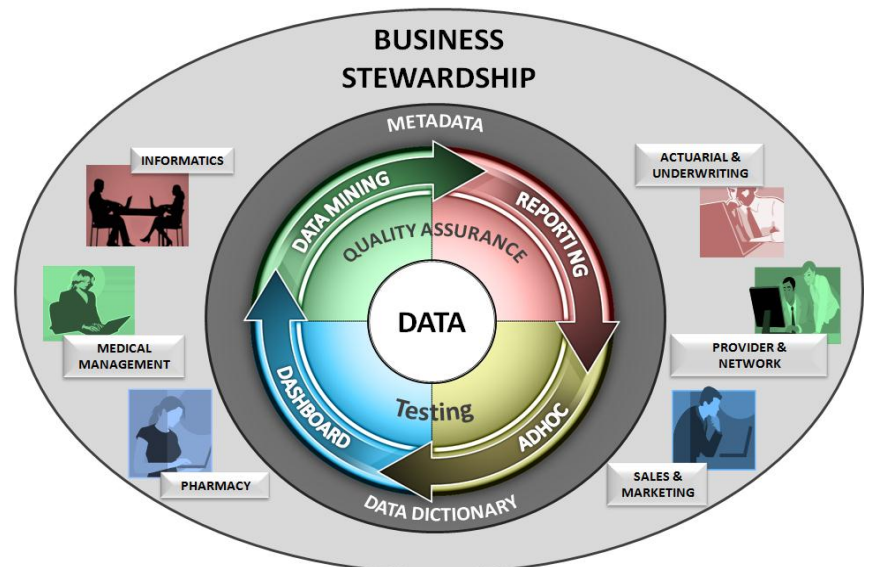 BUSINESS
STEWARDSHIP
METADATA
INFORMATICS
ACTUARIAL &
UNDERWRITING
DATA MINING
REPORTING
QUALITY ASSURANCE
DATA
MEDICAL
MANAGEMENT
PROVIDER &
NETWORK
DASHBOARD
Testing
ADHOC
PHARMACY
SALES &
MARKETING
DATA DICTIONARY